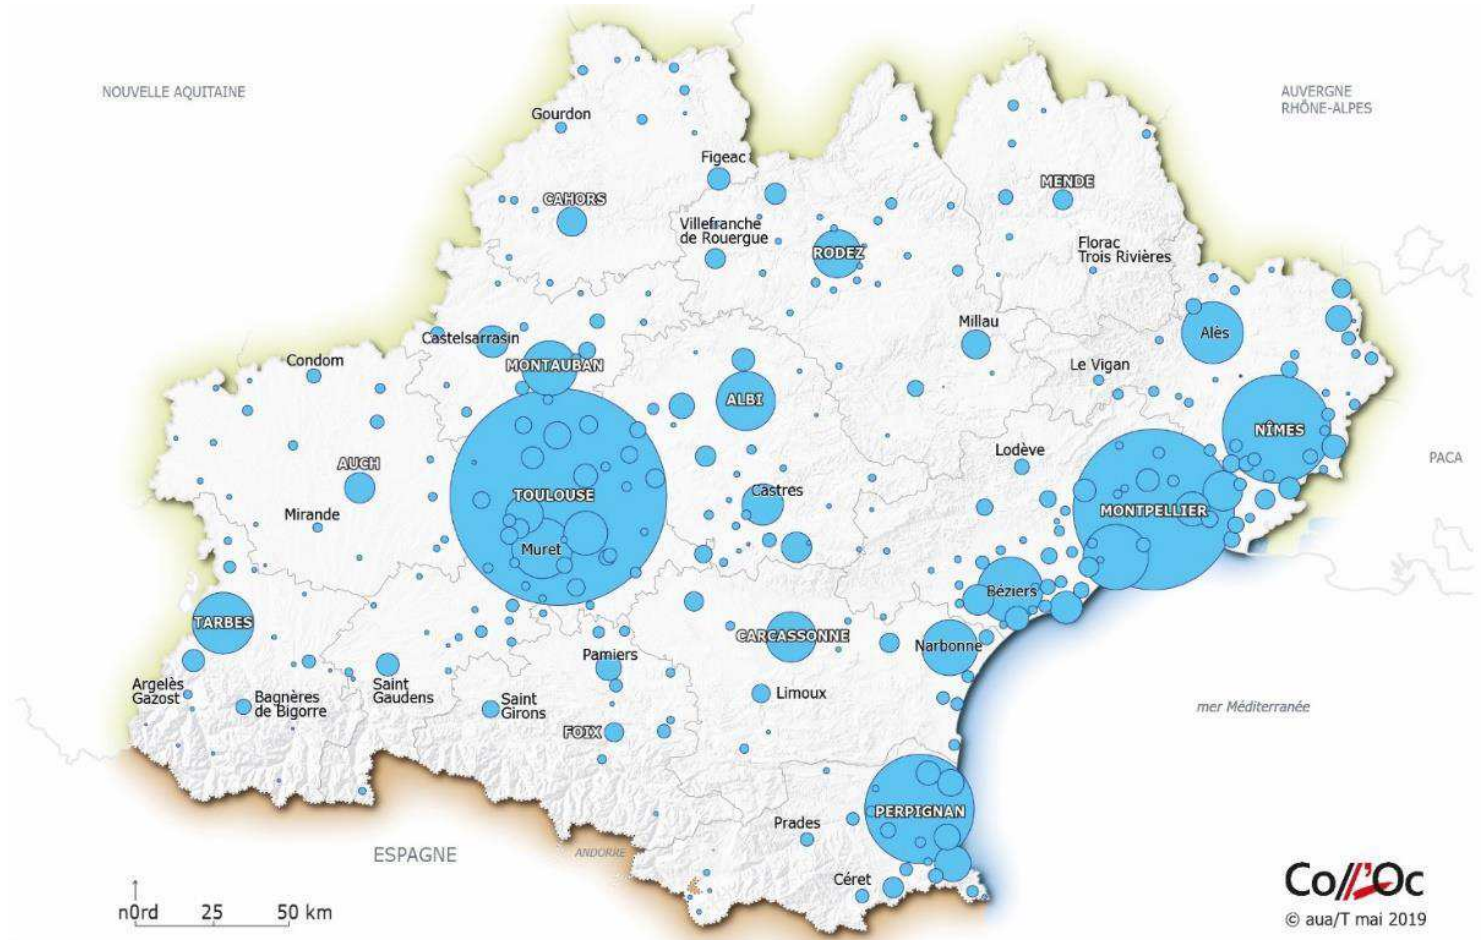 NOUVELLE AQUITAINE
AUVERGNE
RHÔNE-ALPES
Gourdon
Figeac
MENDE
CAHORS
Villefranche
de Rouergue
RODEZ
Florac
Trois Rivières
Castelsarrasin
Millau
Alès
Condom
MONTAUBAN
Le Vigan
ALBI
NÎMES
Lodève
PACA
AUCH
TOULOUSE
Castres
Mirande
MONTPELLIER
Muret
Béziers
TARBES
CARCASSONNE
Narbonne
Pamiers
Argelès
Gazost
Bagnères
de Bigorre
Saint
Gaudens
Saint
Girons
Limoux
mer Méditerranée
FOIX
PERPIGNAN
Prades
ESPAGNE
ANDORRE
Céret
Co//'Oc
n0rd 25 50 km
© aua/T mai 2019